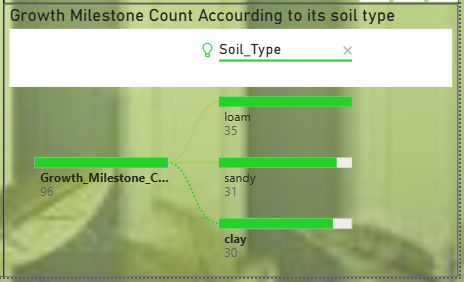 Growth Milestone Count Accourding to its soil type
Soil_Type
loam
35
Growth_Milestone_C...
96
sandy
31
clay
30